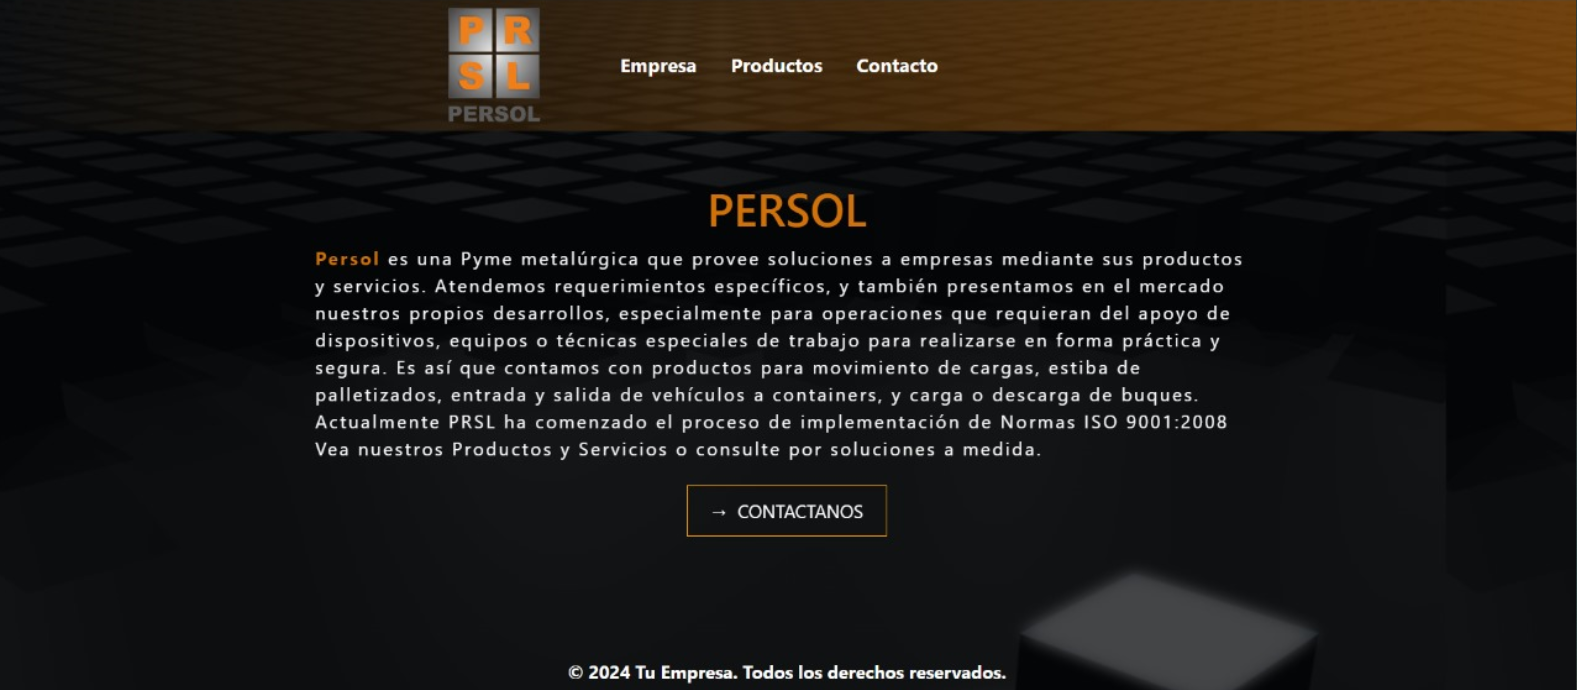 P R
S L
PERSOL
Empresa Productos Contacto
PERSOL
Persol es una Pyme metalúrgica que provee soluciones a empresas mediante sus productos
y servicios. Atendemos requerimientos específicos, y también presentamos en el mercado
nuestros propios desarrollos, especialmente para operaciones que requieran del apoyo de
dispositivos, equipos o técnicas especiales de trabajo para realizarse en forma práctica y
segura. Es así que contamos con productos para movimiento de cargas, estiba de
palletizados, entrada y salida de vehículos a containers, y carga o descarga de buques.
Actualmente PRSL ha comenzado el proceso de implementación de Normas ISO 9001:2008
Vea nuestros Productos y Servicios o consulte por soluciones a medida.
→ CONTACTANOS
© 2024 Tu Empresa. Todos los derechos reservados.